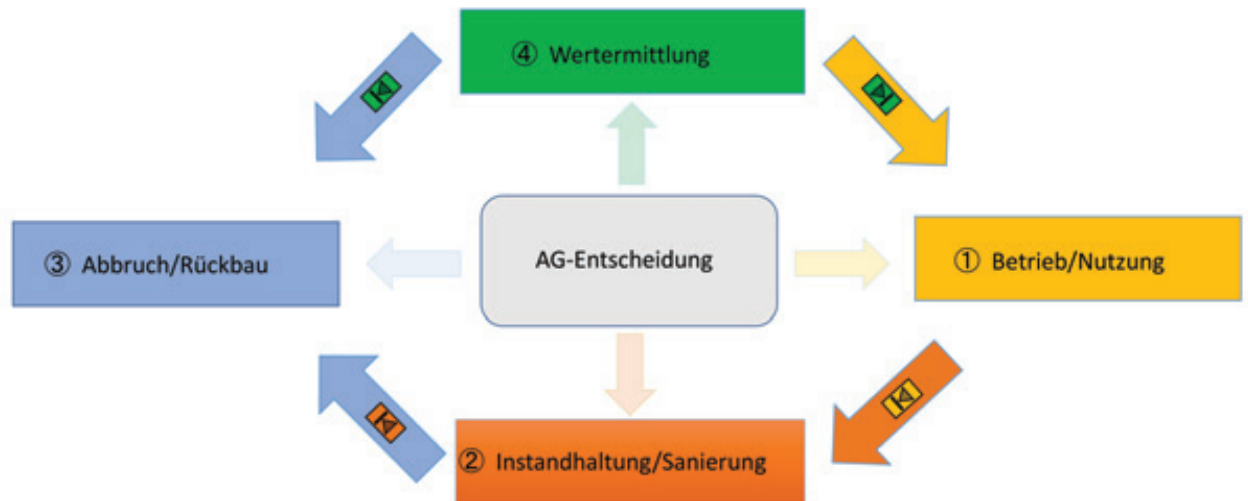 ④ Wertermittlung
③ Abbruch/Rückbau
AG-Entscheidung
① Betrieb/Nutzung
② Instandhaltung/Sanierung